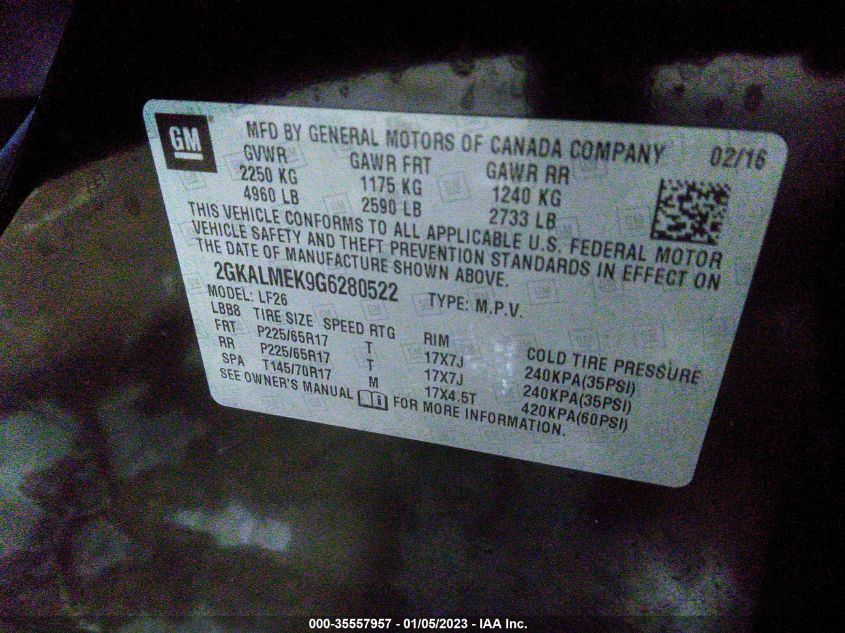 GM® MFD BY GENERAL MOTORS OF CANADA COMPANY 02/16
GVWR GAWR FRT GAWR RR
2250 KG 1175 KG 1240 KG
4960 LB 2590 LB 2733 LB
THIS VEHICLE CONFORMS TO ALL APPLICABLE U.S. FEDERAL MOTOR
VEHICLE SAFETY AND THEFT PREVENTION STANDARDS IN EFFECT ON
THE DATE OF MANUFACTURE SHOWN ABOVE.
2GKALMEK9G6280522 TYPE: M.P.V.
MODEL: LF26
LBB8 TIRE SIZE SPEED RTG RIM COLD TIRE PRESSURE
FRT P225/65R17 T 17X7J 240KPA(35PSI)
RR P225/65R17 T 17X7J 240KPA(35PSI)
SPA T145/70R17 M 17X4.5T 420KPA(60PSI)
SEE OWNER'S MANUAL FOR MORE INFORMATION.
000-35557957 - 01/05/2023 - IAA Inc.